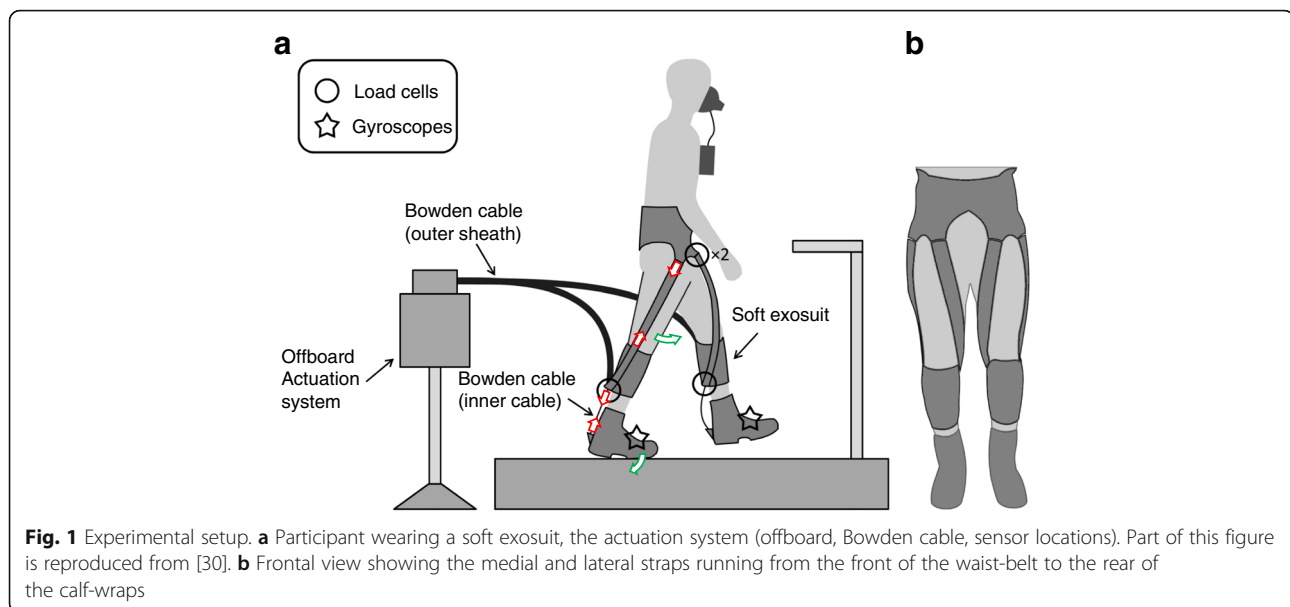 a
b
Load cells
Gyroscopes
Bowden cable
(outer sheath)
×2
Soft exosuit
Offboard
Actuation
system
Bowden cable
(inner cable)
Fig. 1 Experimental setup. a Participant wearing a soft exosuit, the actuation system (offboard, Bowden cable, sensor locations). Part of this figure
is reproduced from [30]. b Frontal view showing the medial and lateral straps running from the front of the waist-belt to the rear of
the calf-wraps